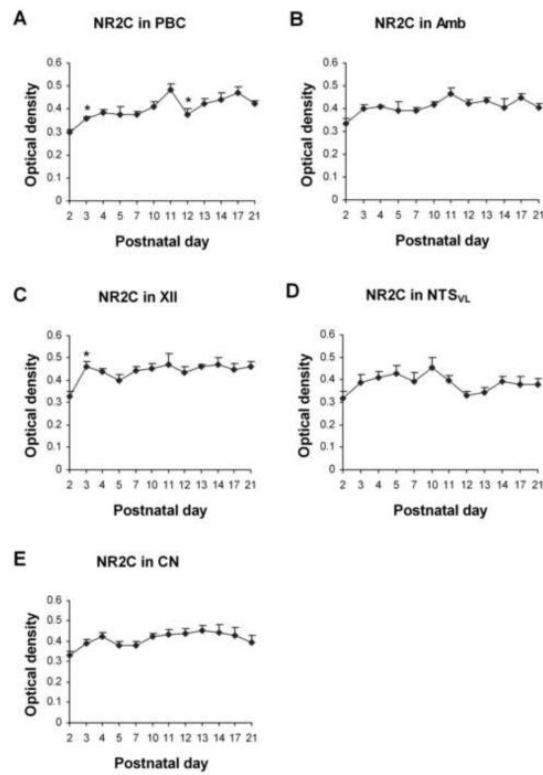 A
NR2C in PBC
B
NR2C in Amb
Optical density
0.6
0.5
0.4
0.3
0.2
0.1
0
*
*
2 3 4 5 7 10 11 12 13 14 17 21
Postnatal day
Optical density
0.6
0.5
0.4
0.3
0.2
0.1
0
2 3 4 5 7 10 11 12 13 14 17 21
Postnatal day
C
NR2C in XII
D
NR2C in NTSVL
Optical density
0.6
0.5
0.4
0.3
0.2
0.1
0
*
2 3 4 5 7 10 11 12 13 14 17 21
Postnatal day
Optical density
0.6
0.5
0.4
0.3
0.2
0.1
0
2 3 4 5 7 10 11 12 13 14 17 21
Postnatal day
E
NR2C in CN
Optical density
0.6
0.5
0.4
0.3
0.2
0.1
0
2 3 4 5 7 10 11 12 13 14 17 21
Postnatal day